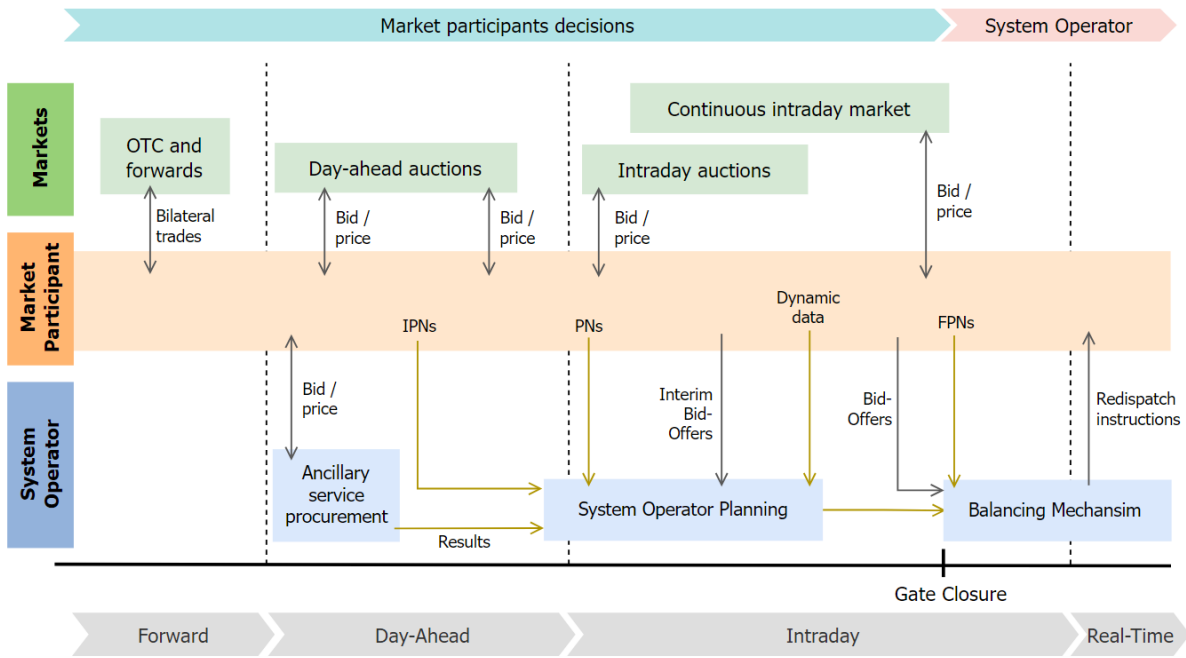 Market participants decisions
System Operator
Markets
OTC and
forwards
Day-ahead auctions
Intraday auctions
Continuous intraday market
Bilateral
trades
Bid /
price
Bid /
price
Bid /
price
Bid /
price
Market
Participant
IPNs
PNs
Dynamic
data
FPNs
System
Operator
Bid /
price
Interim
Bid-
Offers
Bid-
Offers
Redispatch
instructions
Ancillary
service
procurement
Results
System Operator Planning
Balancing Mechansim
Gate Closure
Forward
Day-Ahead
Intraday
Real-Time